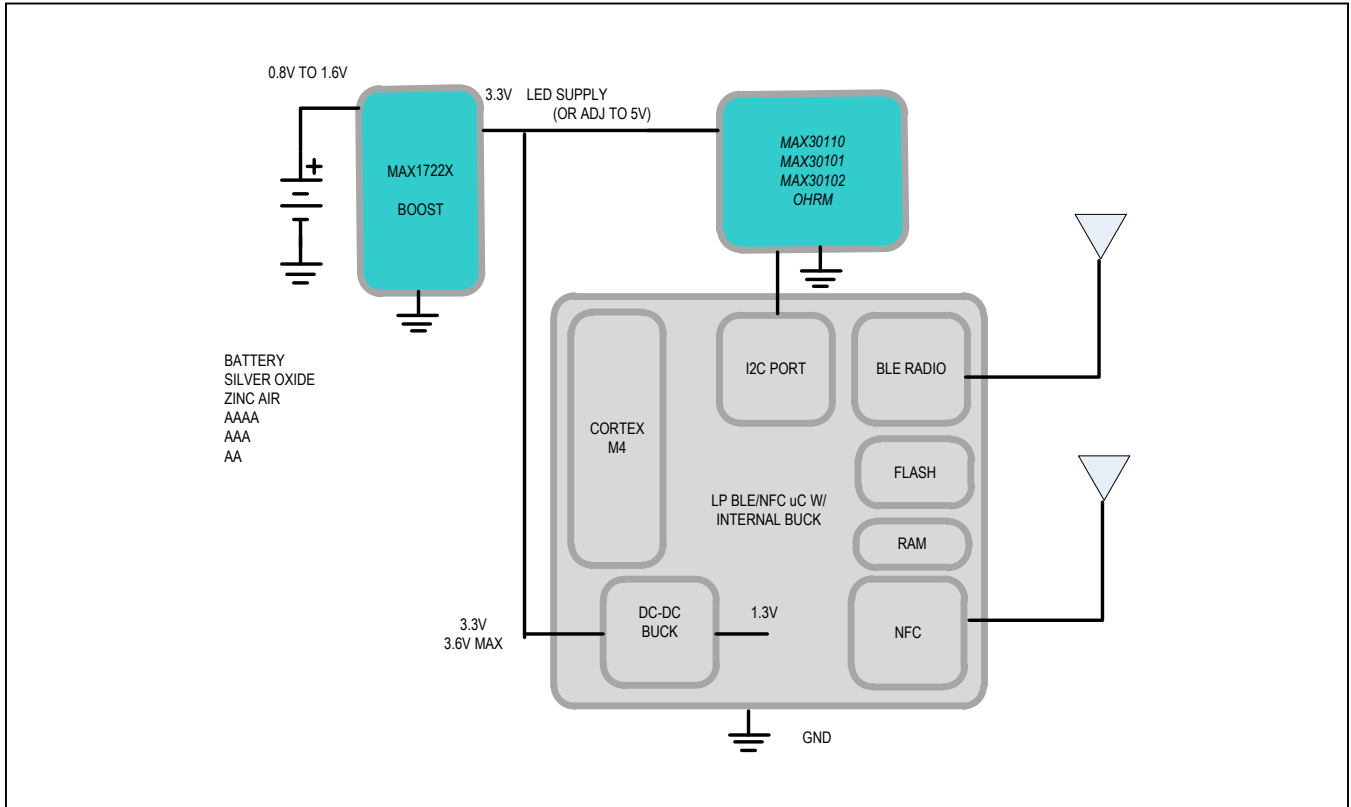 0.8V TO 1.6V
3.3V LED SUPPLY
(OR ADJ TO 5V)
MAX1722X
BOOST
MAX30110
MAX30101
MAX30102
OHRM
BATTERY
SILVER OXIDE
ZINC AIR
AAAA
AAA
AA
I2C PORT
BLE RADIO
CORTEX
M4
FLASH
LP BLE/NFC uC W/
INTERNAL BUCK
RAM
3.3V
3.6V MAX
DC-DC
BUCK
1.3V
NFC
GND